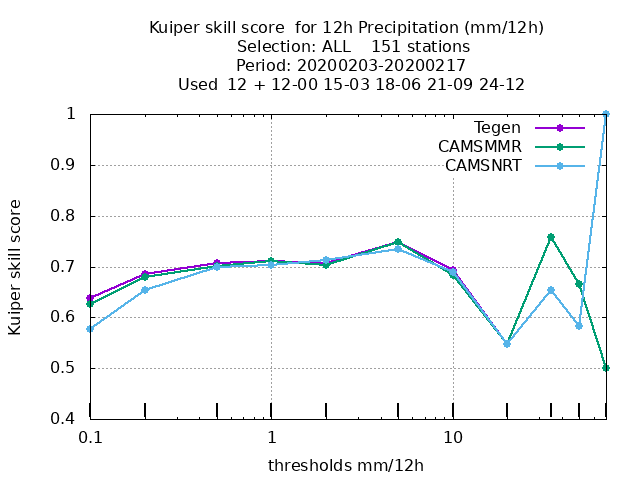 Kuiper skill score  for 12h Precipitation (mm/12h)
Selection: ALL    151 stations
Period: 20200203-20200217
Used  12 + 12-00 15-03 18-06 21-09 24-12
Tegen
CAMSMMR
CAMSNRT
1
0.9
0.8
0.7
0.6
0.5
0.4
Kuiper skill score
0.1 1 10
thresholds mm/12h